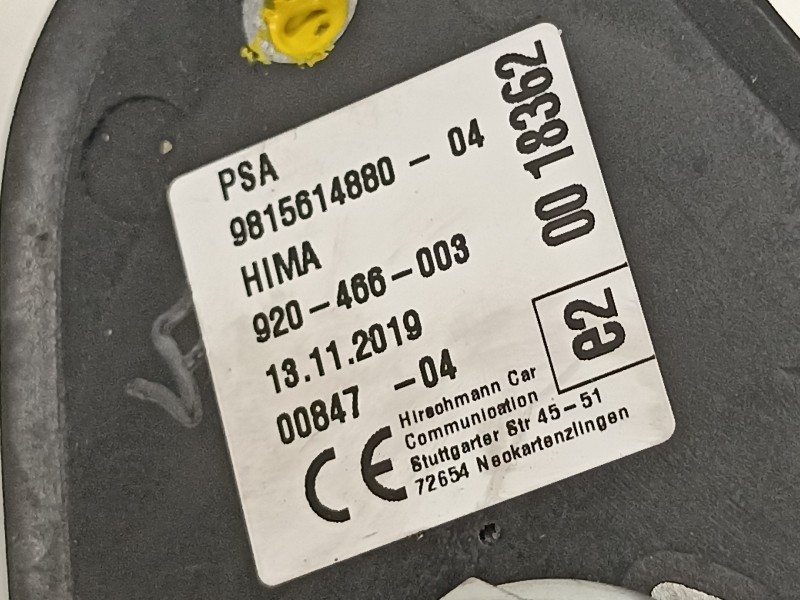 PSA
9815614880 - 04
HIMA
920-466-003
13.11.2019
00847 -04
CE
Hirschmann Car
Communication
Stuttgarter Str 45-51
72654 Neckartenzlingen
00 18362
e2